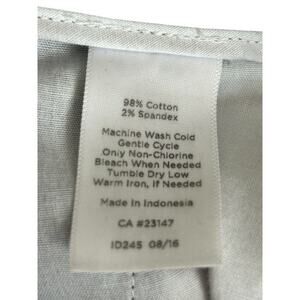 98% Cotton
2% Spandex
Machine Wash Cold
Gentle Cycle
Only Non-Chlorine
Bleach When Needed
Tumble Dry Low
Warm Iron, If Needed
Made In Indonesia
CA #23147
ID245 08/16